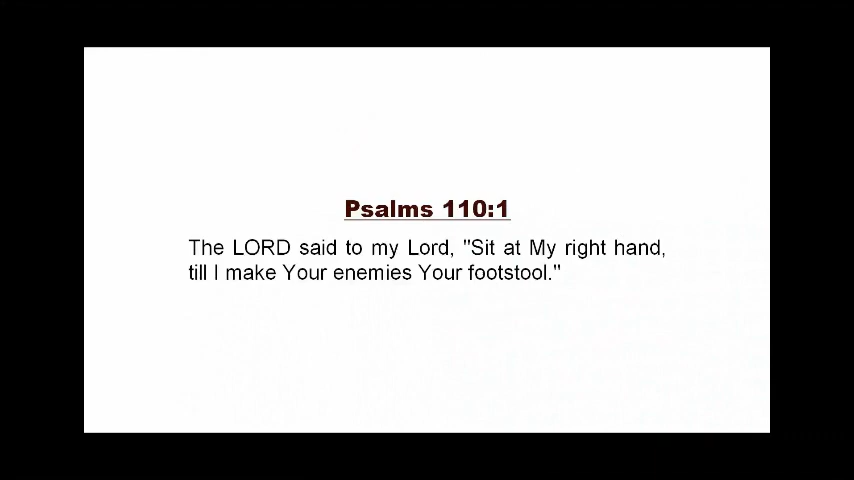 Psalms 110:1
The LORD said to my Lord, "Sit at My right hand,
till I make Your enemies Your footstool."